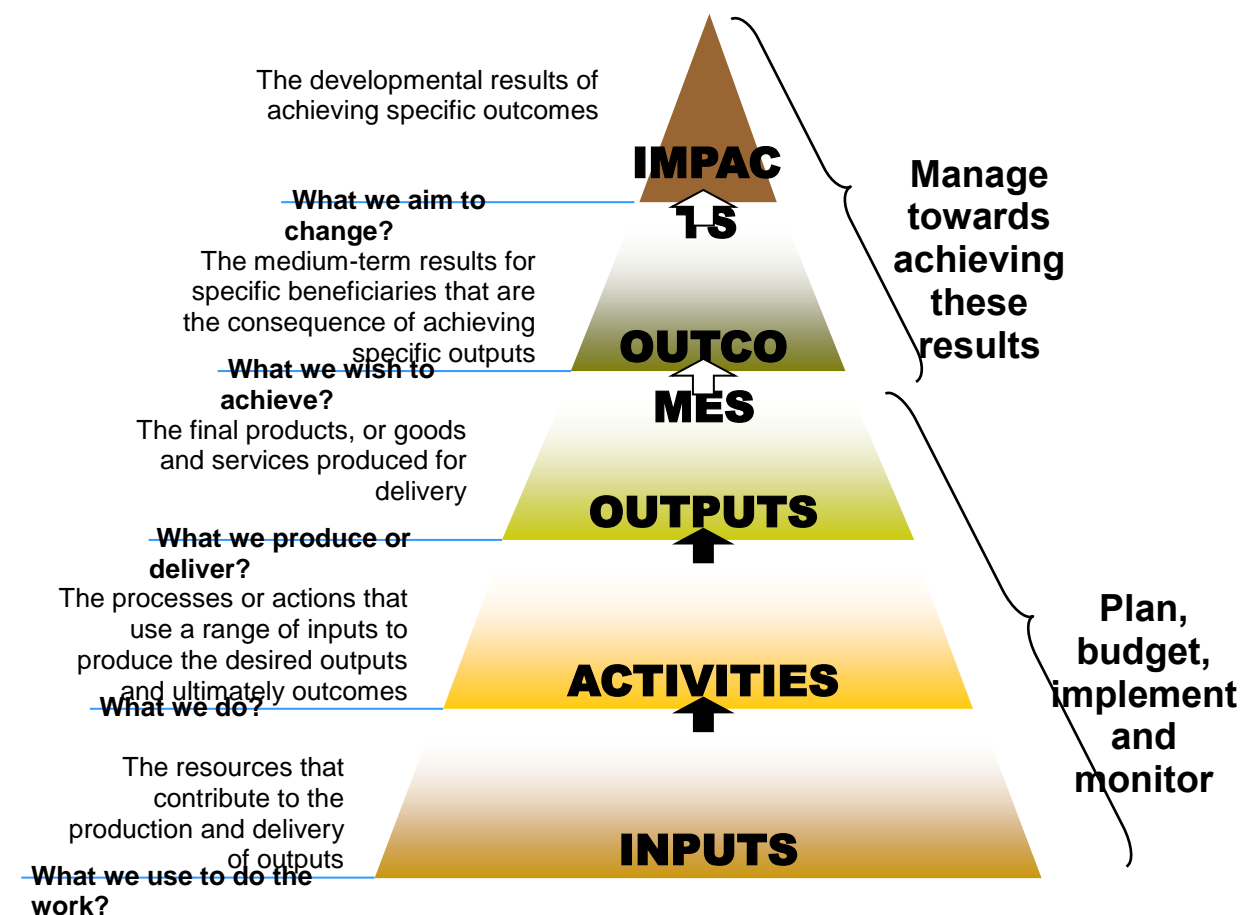 The developmental results of
achieving specific outcomes
IMPAC
TS
What we aim to
change?
The medium-term results for
specific beneficiaries that are
the consequence of achieving
specific outputs
OUTCO
MES
What we wish to
achieve?
The final products, or goods
and services produced for
delivery
OUTPUTS
What we produce or
deliver?
The processes or actions that
use a range of inputs to
produce the desired outputs
and ultimately outcomes
ACTIVITIES
What we do?
The resources that
contribute to the
production and delivery
of outputs
INPUTS
What we use to do the
work?
Manage
towards
achieving
these
results
Plan,
budget,
implement
and
monitor